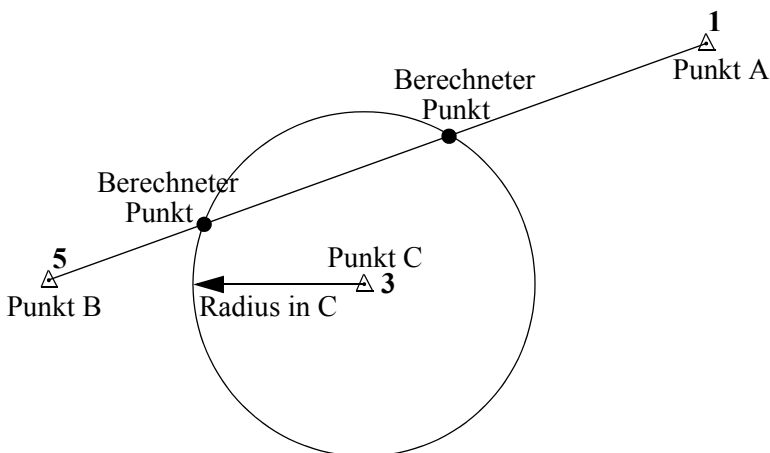 1
Punkt A
Berechneter
Punkt
Berechneter
Punkt
5
Punkt B
Punkt C
3
Radius in C